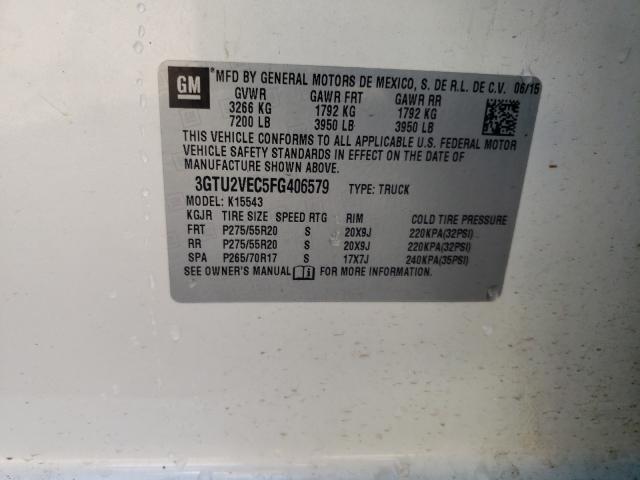 GM
MFD BY GENERAL MOTORS DE MEXICO, S. DE R.L. DE C.V. 06/15
GVWR GAWR FRT GAWR RR
3266 KG 1792 KG 1792 KG
7200 LB 3950 LB 3950 LB
THIS VEHICLE CONFORMS TO ALL APPLICABLE U.S. FEDERAL MOTOR
VEHICLE SAFETY STANDARDS IN EFFECT ON THE DATE OF
MANUFACTURE SHOWN ABOVE.
3GTU2VEC5FG406579 TYPE: TRUCK
MODEL: K15543
KGJR TIRE SIZE SPEED RTG RIM COLD TIRE PRESSURE
FRT P275/55R20 S 20X9J 220KPA(32PSI)
RR P275/55R20 S 20X9J 220KPA(32PSI)
SPA P265/70R17 S 17X7J 240KPA(35PSI)
SEE OWNER'S MANUAL FOR MORE INFORMATION.